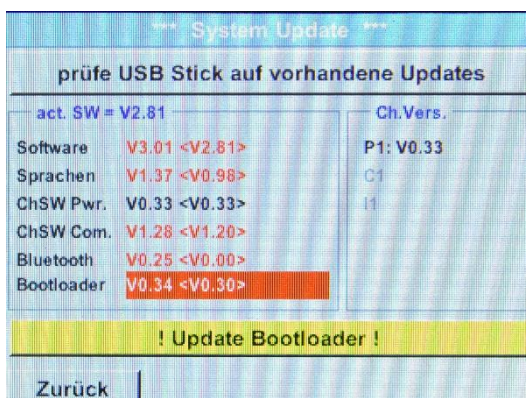 *** System Update ***
prüfe USB Stick auf vorhandene Updates
act. SW = V2.81
Ch.Vers.
Software V3.01 <V2.81>
P1: V0.33
Sprachen V1.37 <V0.98>
C1
ChSW Pwr. V0.33 <V0.33>
I1
ChSW Com. V1.28 <V1.20>
Bluetooth V0.25 <V0.00>
Bootloader V0.34 <V0.30>
! Update Bootloader !
Zurück